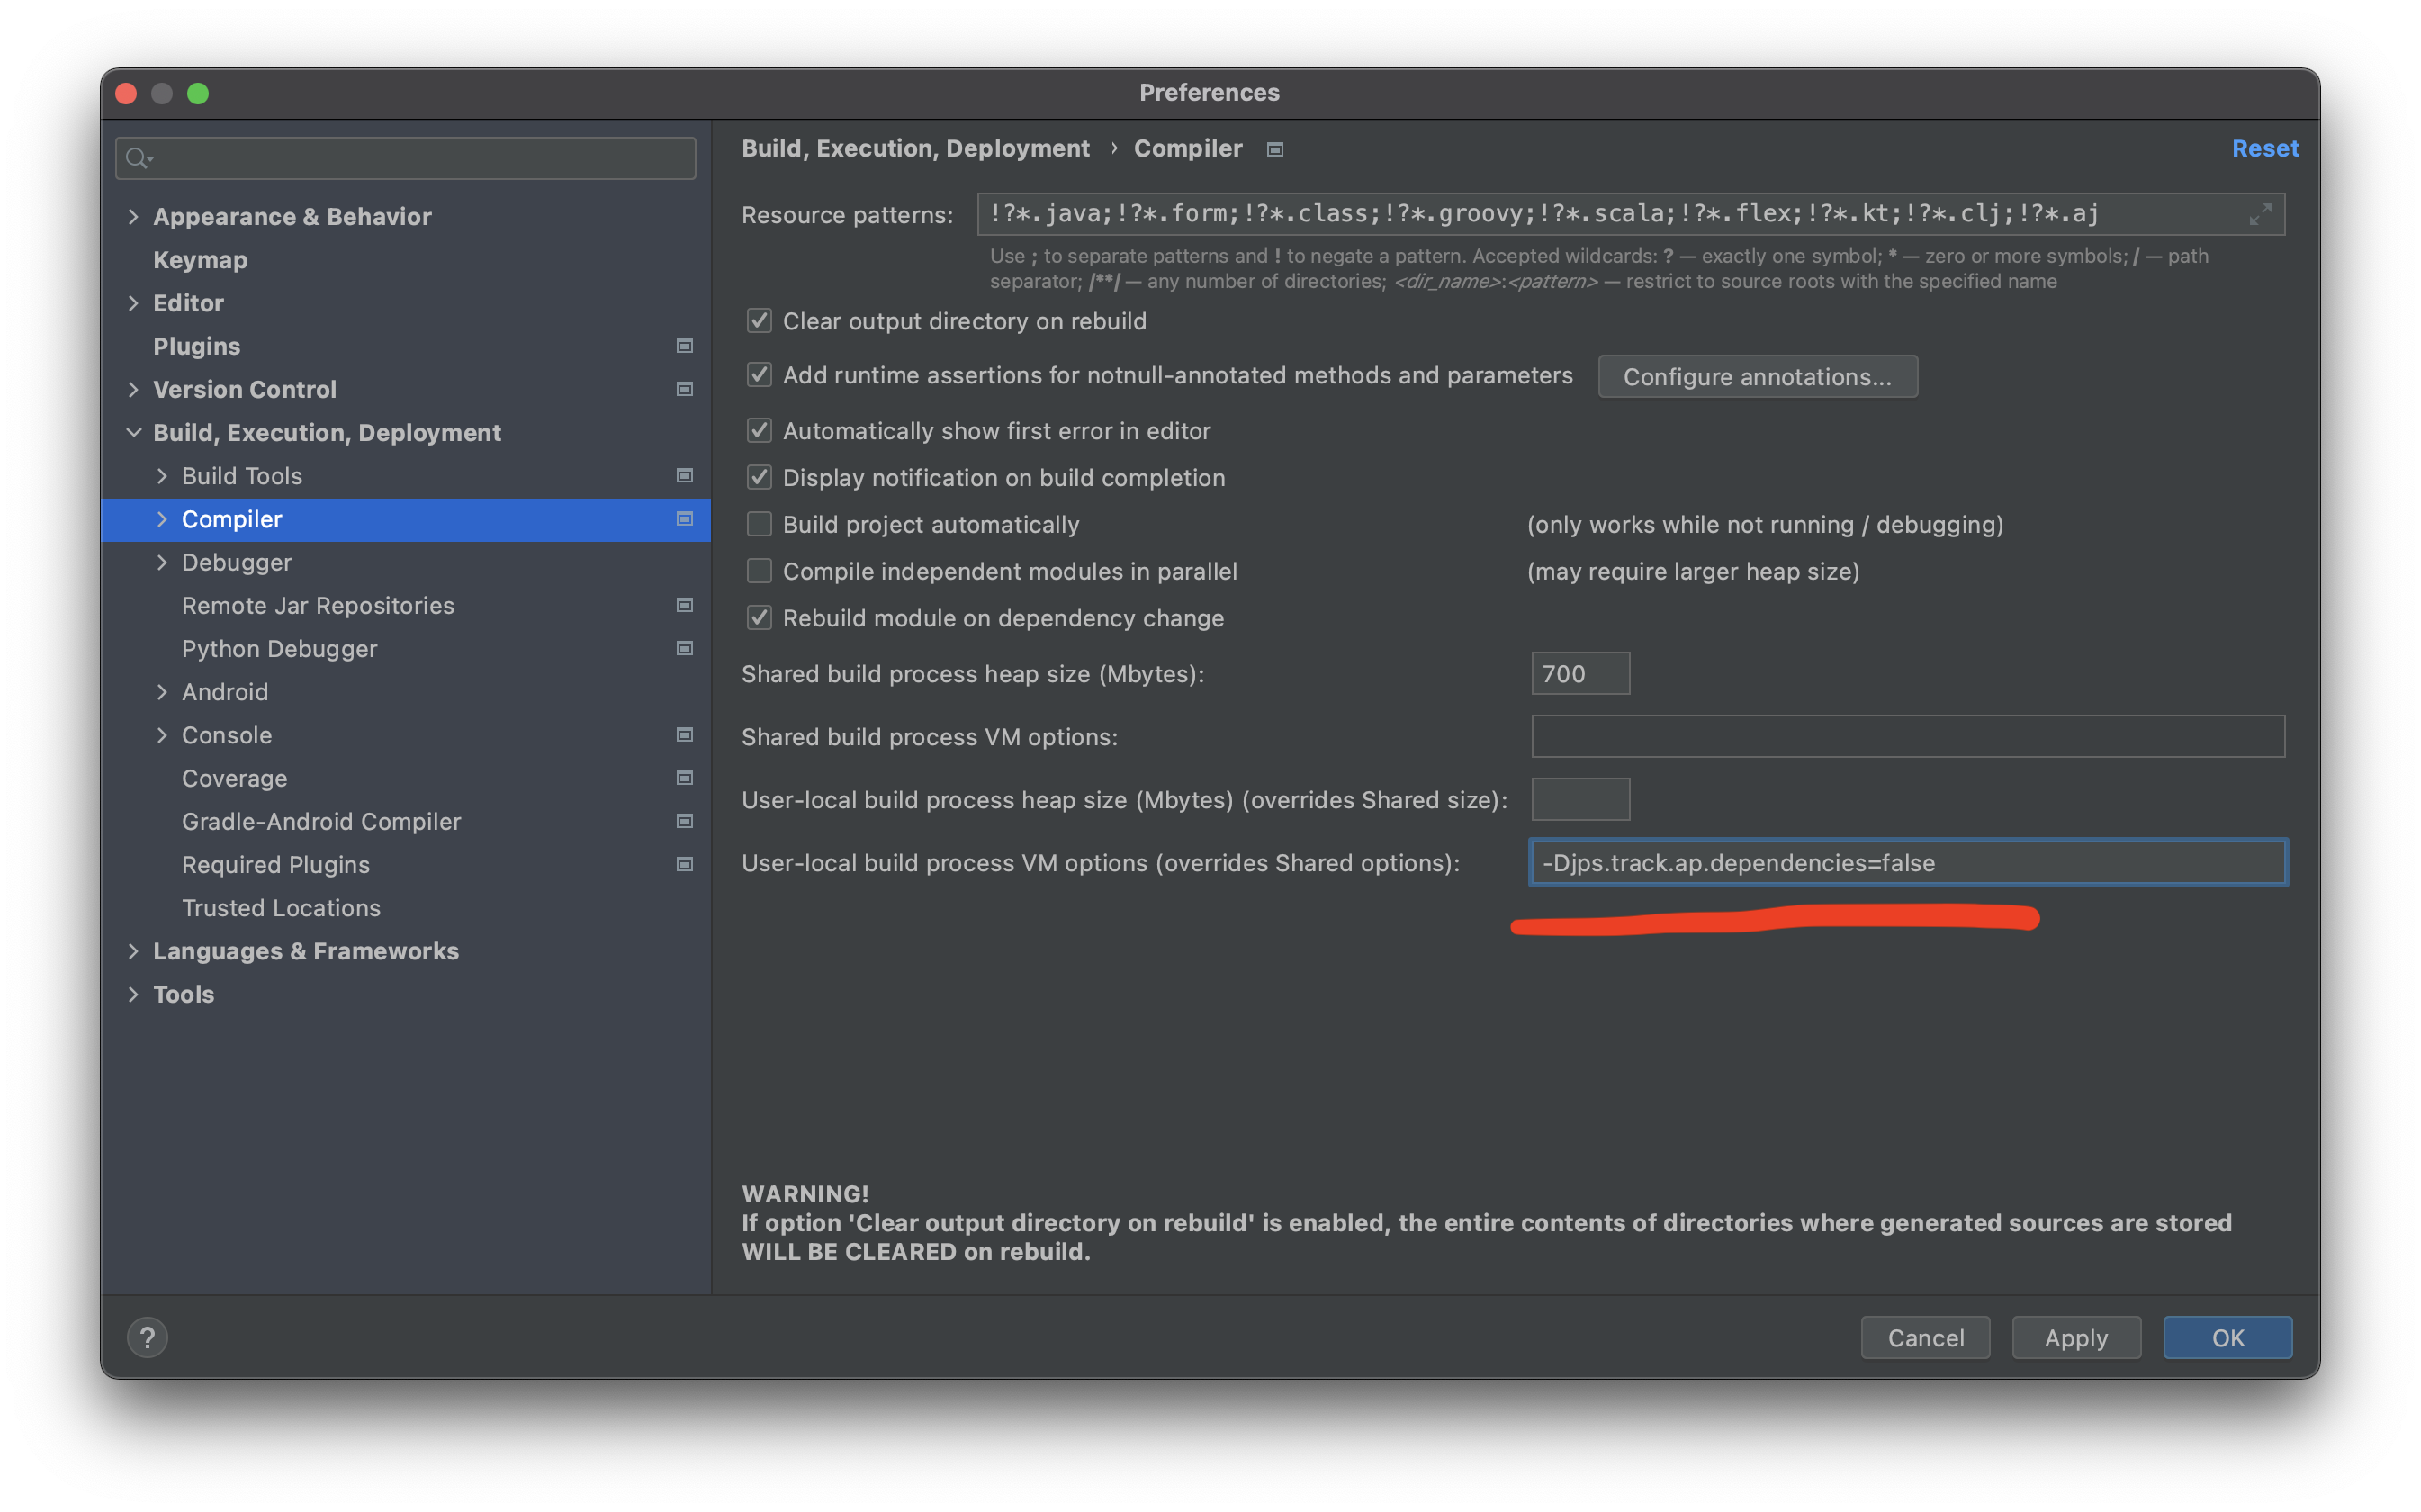 Preferences
Build, Execution, Deployment › Compiler
Reset
Appearance & Behavior
Keymap
Editor
Plugins
Version Control
Build, Execution, Deployment
Build Tools
Compiler
Debugger
Remote Jar Repositories
Python Debugger
Android
Console
Coverage
Gradle-Android Compiler
Required Plugins
Trusted Locations
Languages & Frameworks
Tools
Resource patterns: !?*.java;!?*.form;!?*.class;!?*.groovy;!?*.scala;!?*.flex;!?*.kt;!?*.clj;!?*.aj
Use ; to separate patterns and ! to negate a pattern. Accepted wildcards: ? — exactly one symbol; * — zero or more symbols; / — path
separator; /**/ — any number of directories; <dir_name>:<pattern> — restrict to source roots with the specified name
Clear output directory on rebuild
Add runtime assertions for notnull-annotated methods and parameters Configure annotations...
Automatically show first error in editor
Display notification on build completion
Build project automatically (only works while not running / debugging)
Compile independent modules in parallel (may require larger heap size)
Rebuild module on dependency change
Shared build process heap size (Mbytes): 700
Shared build process VM options:
User-local build process heap size (Mbytes) (overrides Shared size):
User-local build process VM options (overrides Shared options): -Djps.track.ap.dependencies=false
WARNING!
If option 'Clear output directory on rebuild' is enabled, the entire contents of directories where generated sources are stored
WILL BE CLEARED on rebuild.
? Cancel Apply OK